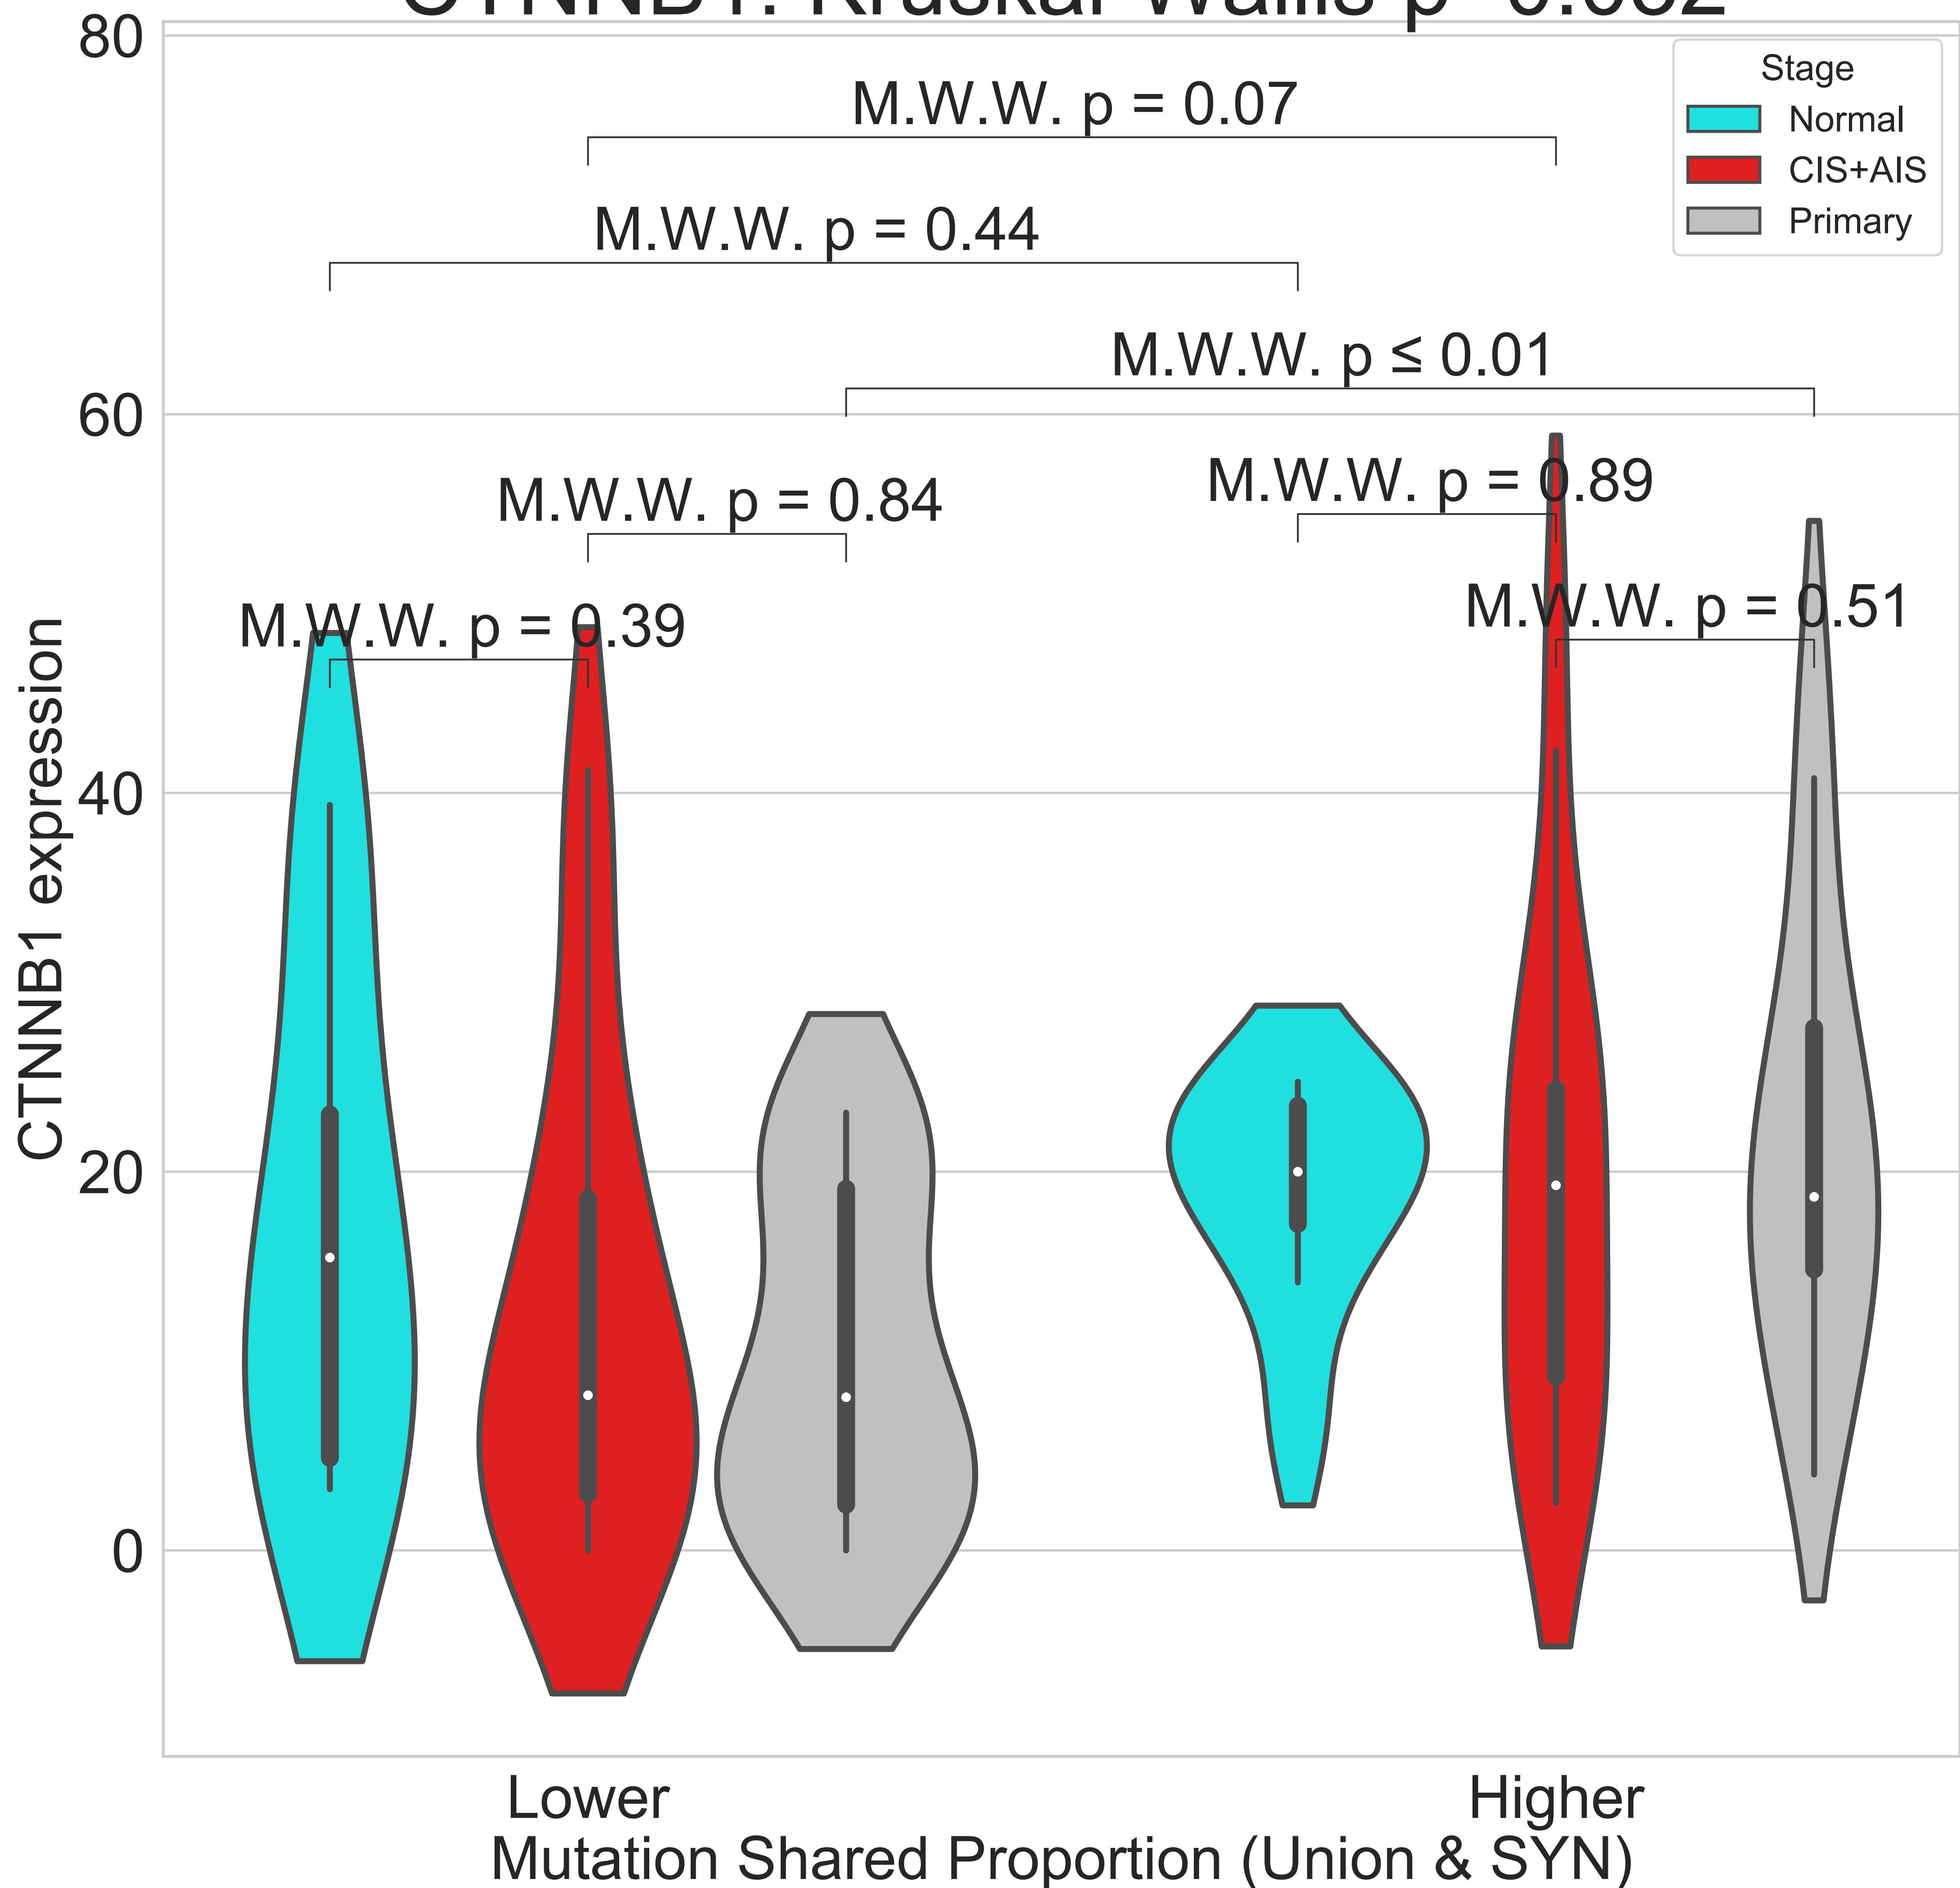 80
Stage
Normal
CIS+AIS
Primary
M.W.W. p = 0.07
M.W.W. p = 0.44
M.W.W. p ≤ 0.01
60
M.W.W. p = 0.89
M.W.W. p = 0.84
M.W.W. p = 0.51
M.W.W. p = 0.39
CTNNB1 expression
40
20
0
Lower
Higher
Mutation Shared Proportion (Union & SYN)